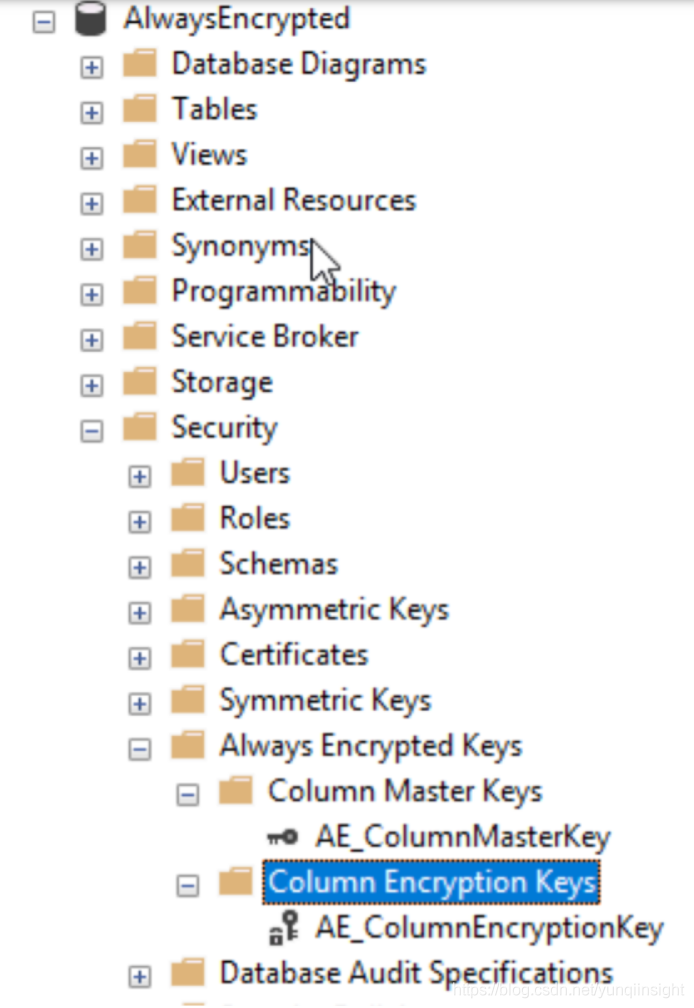 AlwaysEncrypted
Database Diagrams
Tables
Views
External Resources
Synonyms
Programmability
Service Broker
Storage
Security
Users
Roles
Schemas
Asymmetric Keys
Certificates
Symmetric Keys
Always Encrypted Keys
Column Master Keys
AE_ColumnMasterKey
Column Encryption Keys
AE_ColumnEncryptionKey
Database Audit Specifications
https://blog.csdn.net/yunqiinsight